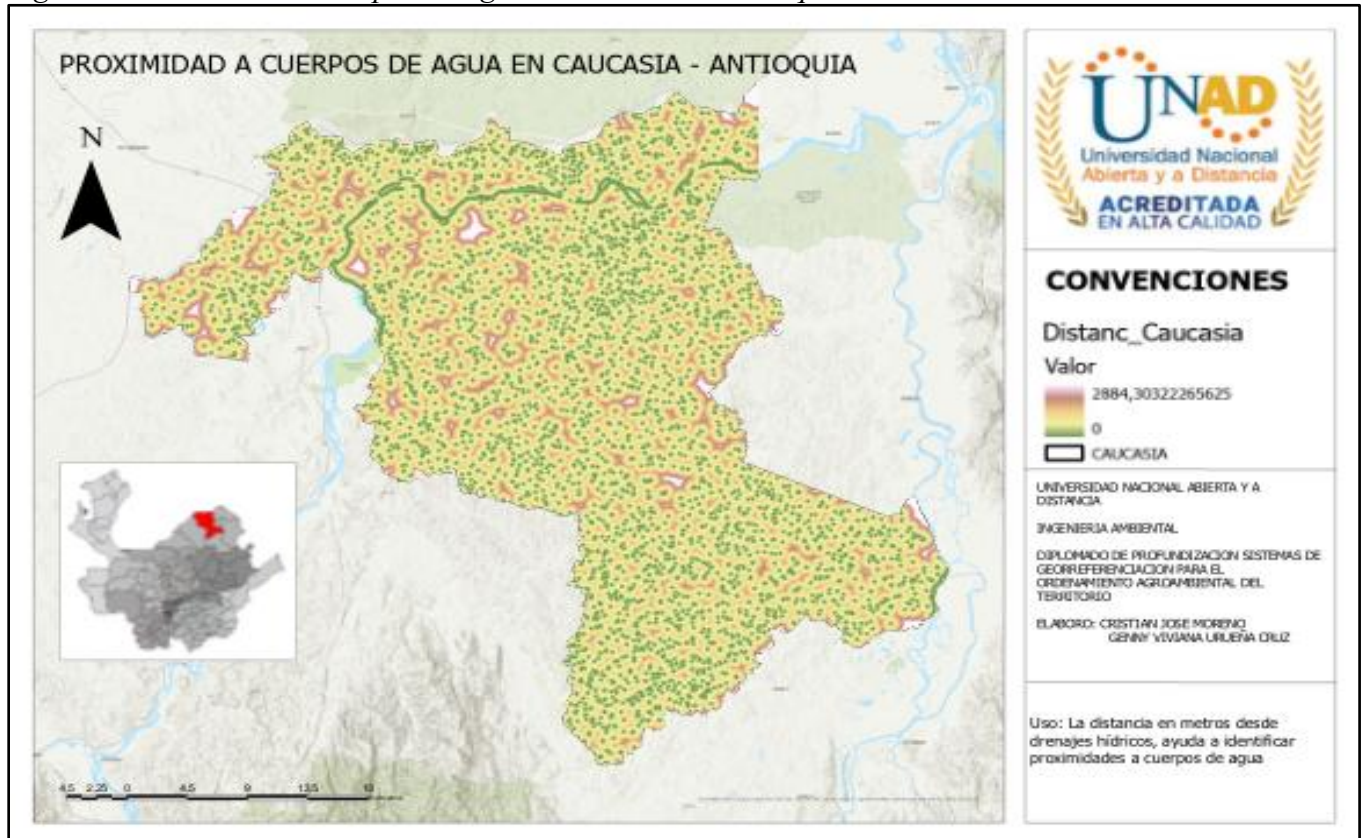 PROXIMIDAD A CUERPOS DE AGUA EN CAUCASIA - ANTIOQUIA
N
4,5 2,25 0 4,5 9 13,5 18
UNAD
Universidad Nacional
Abierta y a Distancia
ACREDITADA
EN ALTA CALIDAD
CONVENCIONES
Distanc_Caucasia
Valor
2884,30322265625
0
CAUCASIA
UNIVERSIDAD NACIONAL ABIERTA Y A
DISTANCIA
INGENIERIA AMBIENTAL
DIPLOMADO DE PROFUNDIZACION SISTEMAS DE
GEORREFERENCIACION PARA EL
ORDENAMIENTO AGROAMBIENTAL DEL
TERRITORIO
ELABORO: CRISTIAN JOSE MORENO
GENNY VIVIANA URUEÑA CRUZ
Uso: La distancia en metros desde
drenajes hídricos, ayuda a identificar
proximidades a cuerpos de agua